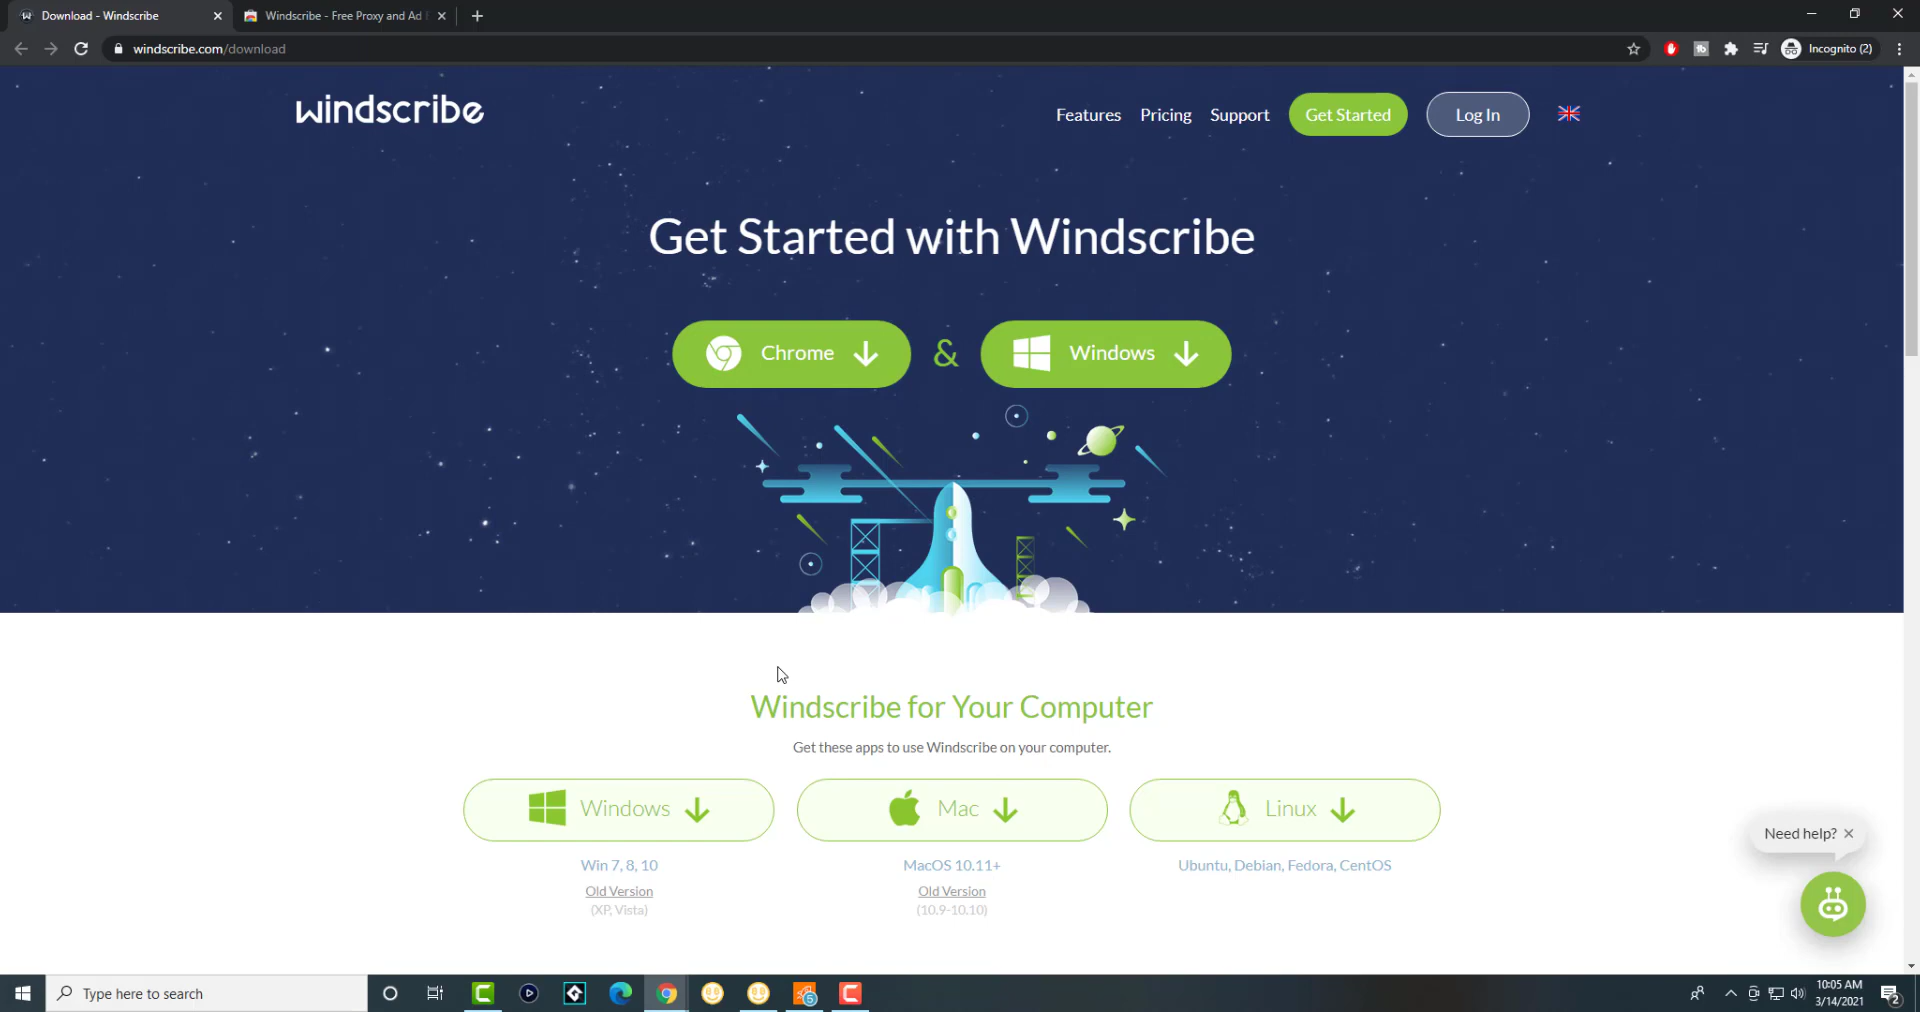 Download - Windscribe
Windscribe - Free Proxy and Ad
windscribe.com/download
Incognito (2)
windscribe
Features
Pricing
Support
Get Started
Log In
Get Started with Windscribe
Chrome
&
Windows
Windscribe for Your Computer
Get these apps to use Windscribe on your computer.
Windows
Mac
Linux
Win 7, 8, 10
MacOS 10.11+
Ubuntu, Debian, Fedora, CentOS
Old Version
Old Version
(XP, Vista)
(10.9-10.10)
Need help?
Type here to search
5
10:05 AM
3/14/2021
2